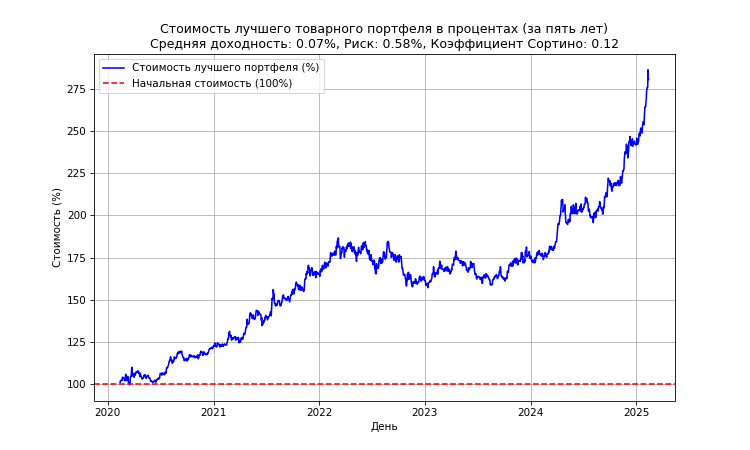 Стоимость лучшего товарного портфеля в процентах (за пять лет)
Средняя доходность: 0.07%, Риск: 0.58%, Коэффициент Сортино: 0.12
Стоимость лучшего портфеля (%)
Начальная стоимость (100%)
Стоимость (%)
275
250
225
200
175
150
125
100
2020
2021
2022
2023
2024
2025
День